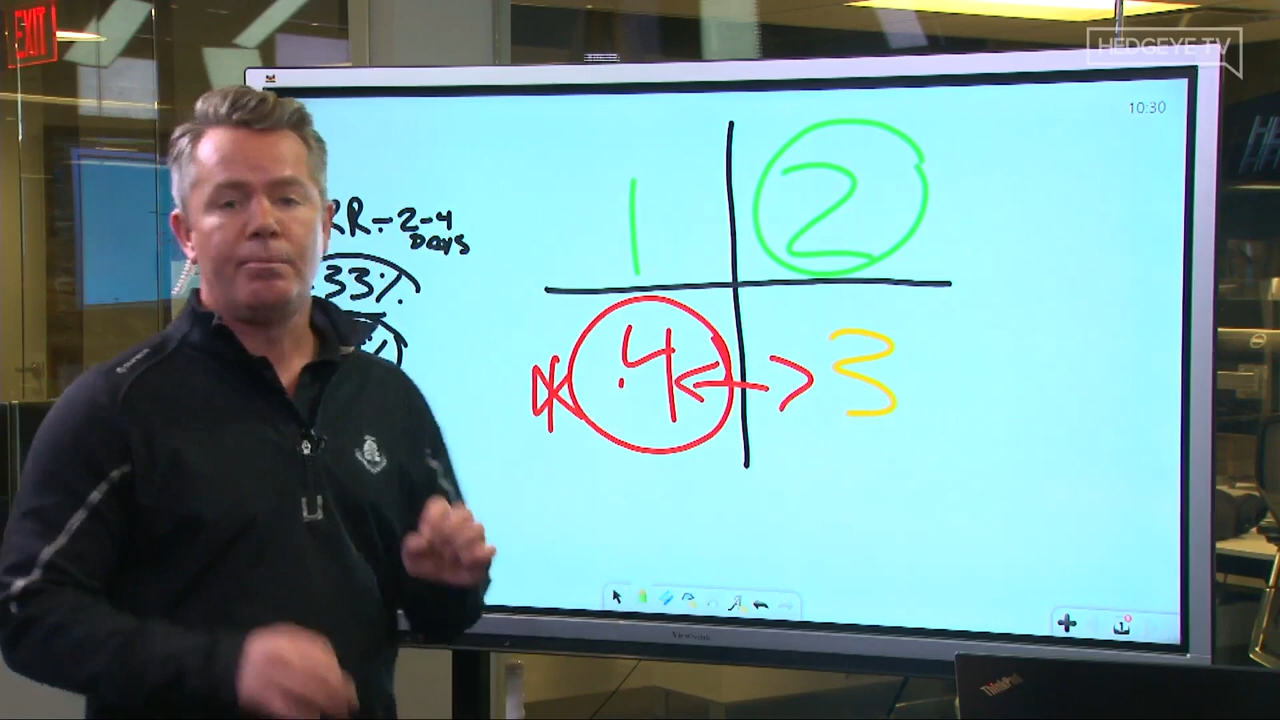 EXIT
HEDGEYE TV
10:30
RR:- 2-4
DAYS
.33%
1
2
4
3
ViewSonic
ThinkPad